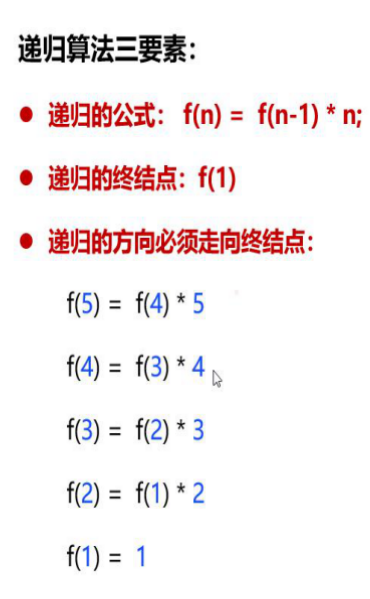 递归算法三要素：
● 递归的公式： f(n) = f(n-1) * n;
● 递归的终结点：f(1)
● 递归的方向必须走向终结点：
f(5) = f(4) * 5
f(4) = f(3) * 4
f(3) = f(2) * 3
f(2) = f(1) * 2
f(1) = 1